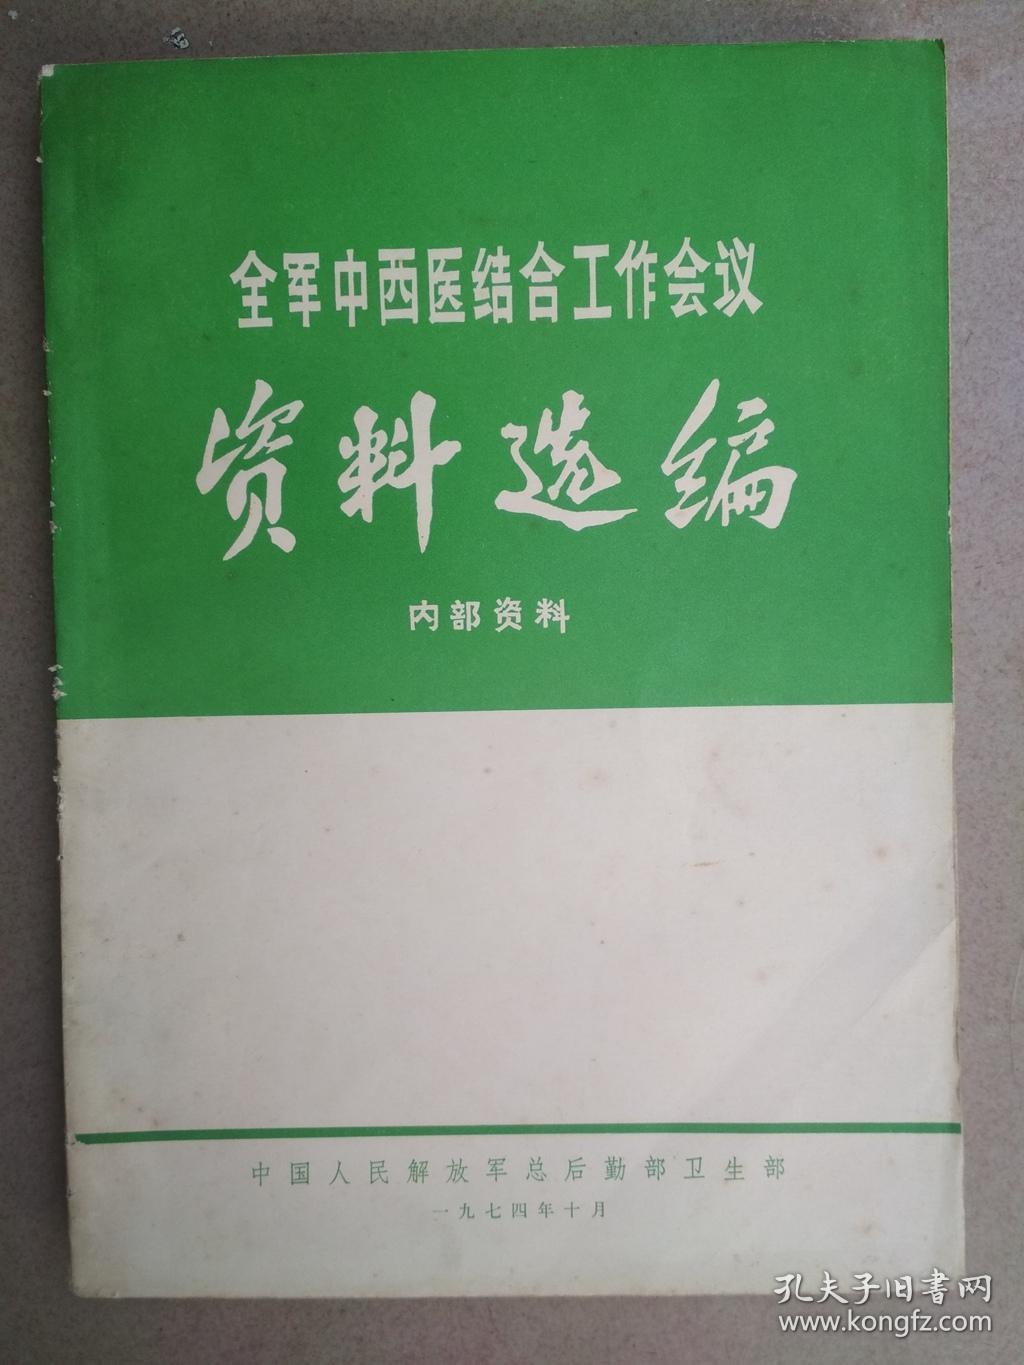 全军中西医结合工作会议
资料选编
内部资料
中国人民解放军总后勤部卫生部
一九七四年十月
孔夫子旧书网
www.kongfz.com